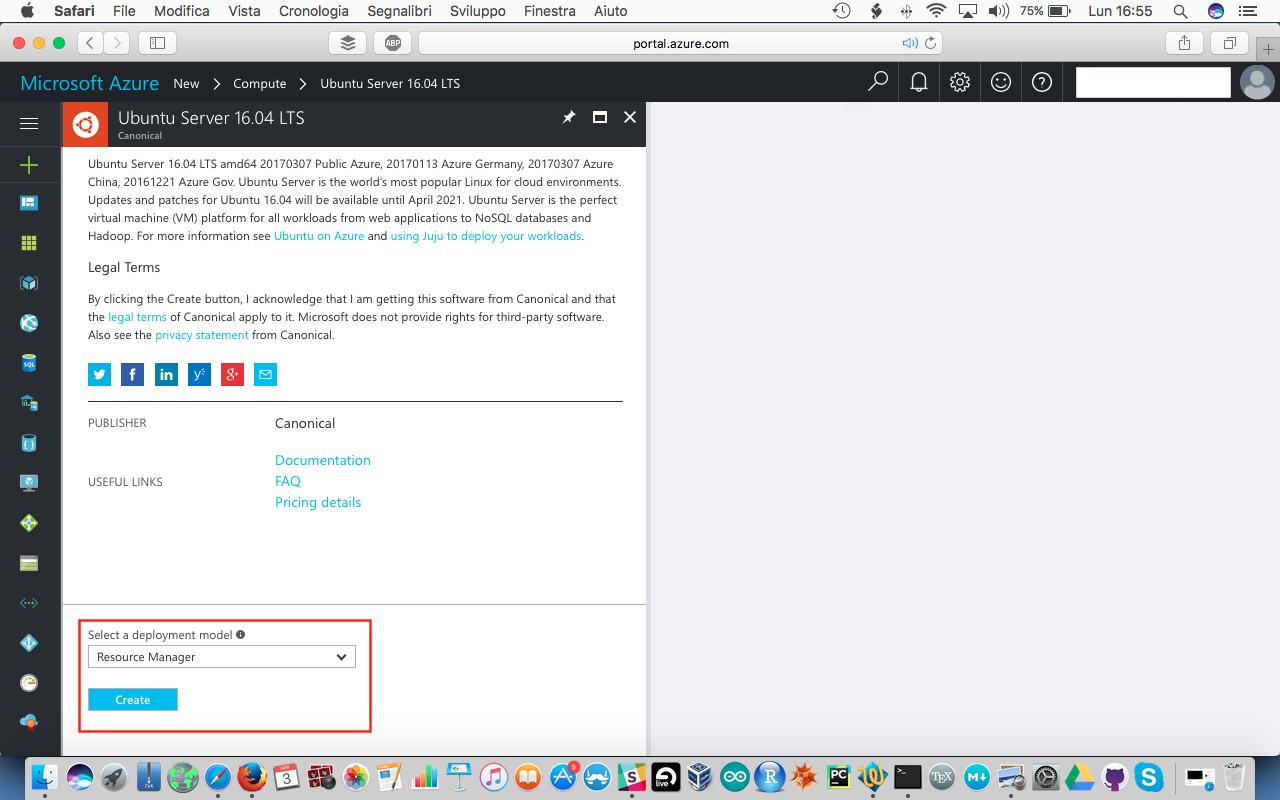 Safari File Modifica Vista Cronologia Segnalibri Sviluppo Finestra Aiuto 75% Lun 16:55
ABP portal.azure.com
Microsoft Azure New Compute Ubuntu Server 16.04 LTS
Ubuntu Server 16.04 LTS
Canonical
Ubuntu Server 16.04 LTS amd64 20170307 Public Azure, 20170113 Azure Germany, 20170307 Azure
China, 20161221 Azure Gov. Ubuntu Server is the world's most popular Linux for cloud environments.
Updates and patches for Ubuntu 16.04 will be available until April 2021. Ubuntu Server is the perfect
virtual machine (VM) platform for all workloads from web applications to NoSQL databases and
Hadoop. For more information see Ubuntu on Azure and using Juju to deploy your workloads.
Legal Terms
By clicking the Create button, I acknowledge that I am getting this software from Canonical and that
the legal terms of Canonical apply to it. Microsoft does not provide rights for third-party software.
Also see the privacy statement from Canonical.
PUBLISHER Canonical
Documentation
USEFUL LINKS FAQ
Pricing details
Select a deployment model
Resource Manager
Create